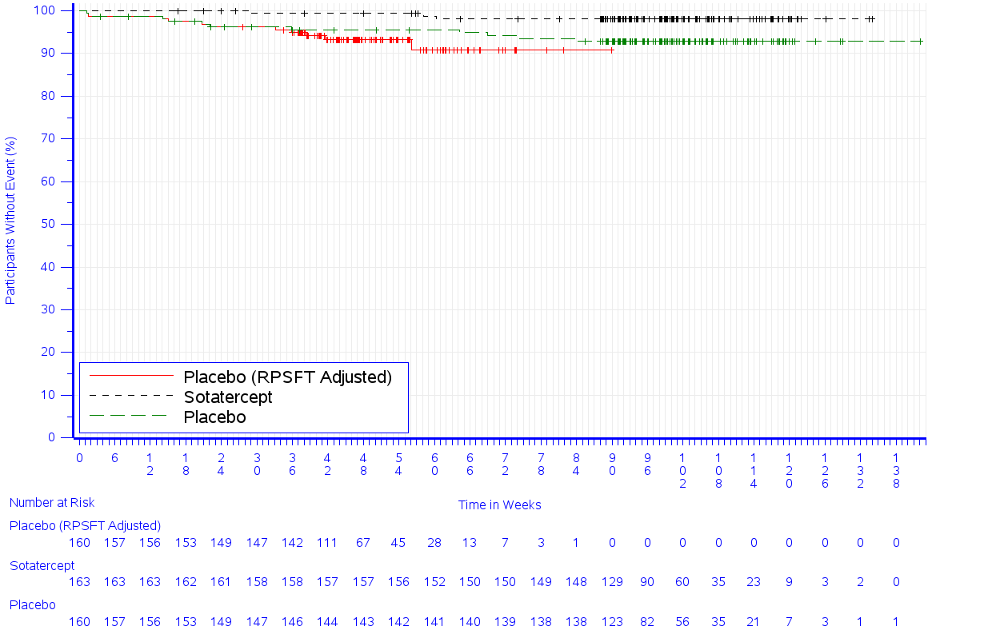 100
90
80
70
60
50
40
30
20
10
0
Participants Without Event (%)
Placebo (RPSFT Adjusted)
Sotatercept
Placebo
0 6 12 18 24 30 36 42 48 54 60 66 72 78 84 90 96 102 108 114 120 126 132 138
Number at Risk
Time in Weeks
Placebo (RPSFT Adjusted)
160 157 156 153 149 147 142 111 67 45 28 13 7 3 1 0 0 0 0 0 0 0 0 0
Sotatercept
163 163 163 162 161 158 158 157 157 156 152 150 150 149 148 129 90 60 35 23 9 3 2 0
Placebo
160 157 156 153 149 147 146 144 143 142 141 140 139 138 138 123 82 56 35 21 7 3 1 1